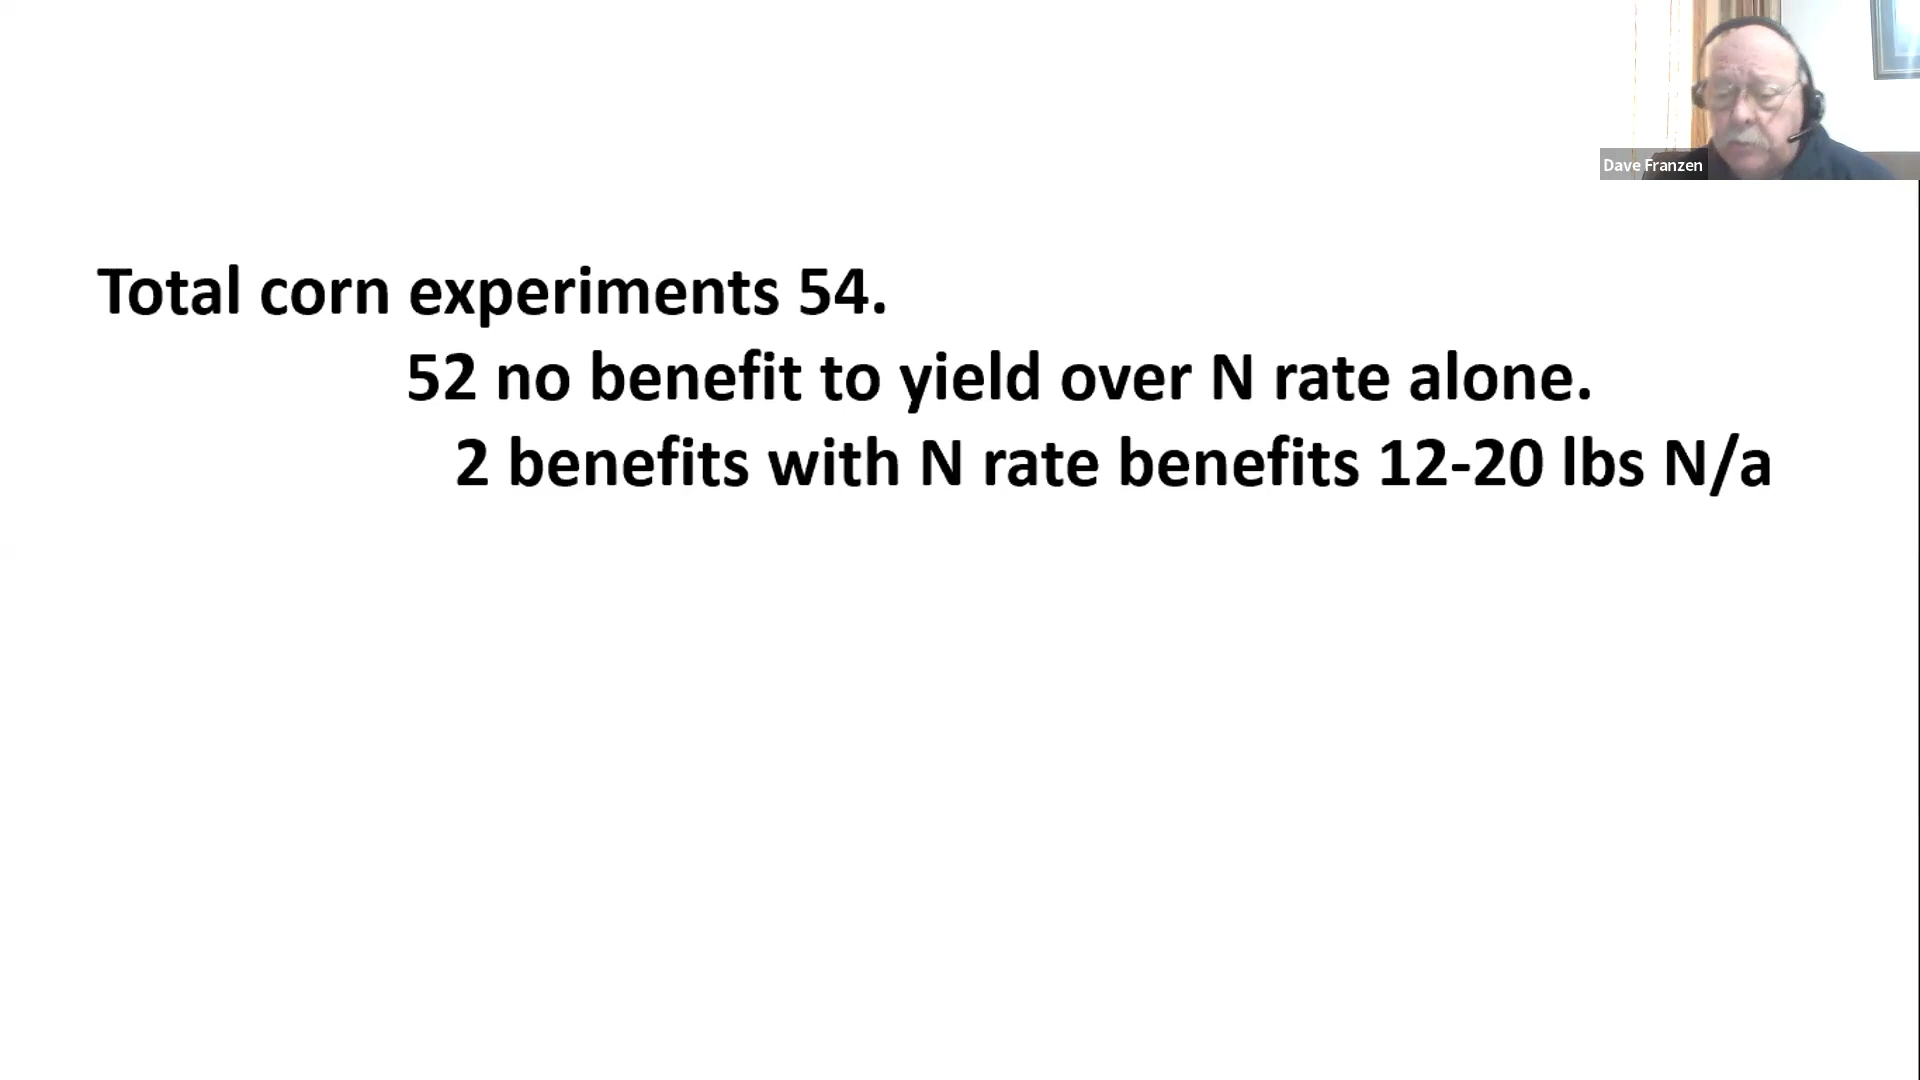 Dave Franzen
Total corn experiments 54.
52 no benefit to yield over N rate alone.
2 benefits with N rate benefits 12-20 lbs N/a